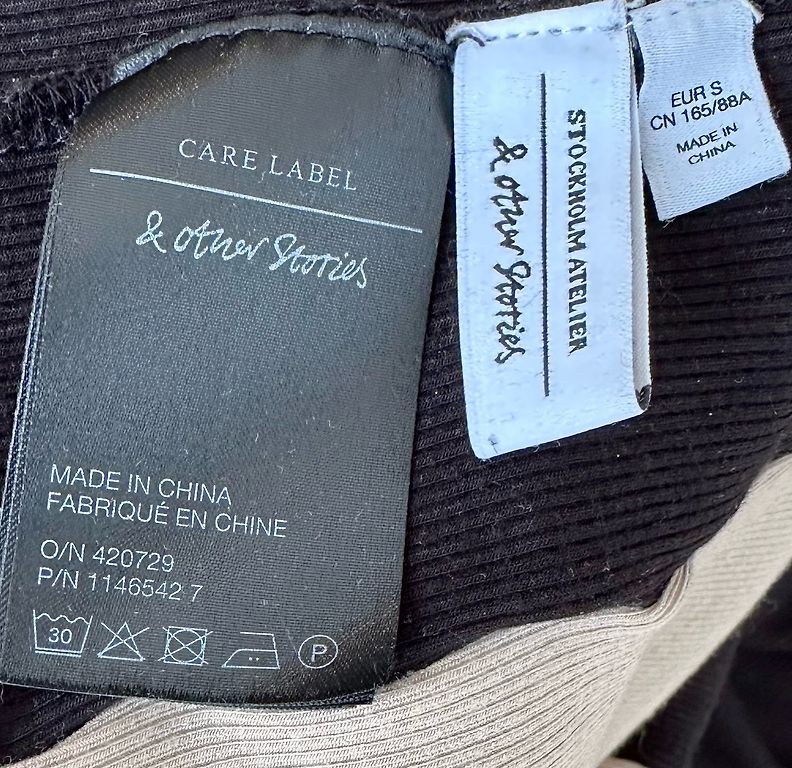 CARE LABEL
& other Stories
MADE IN CHINA
FABRIQUÉ EN CHINE
O/N 420729
P/N 1146542 7
30
P
STOCKHOLM ATELIER
& other Stories
EUR S
CN 165/88A
MADE IN
CHINA